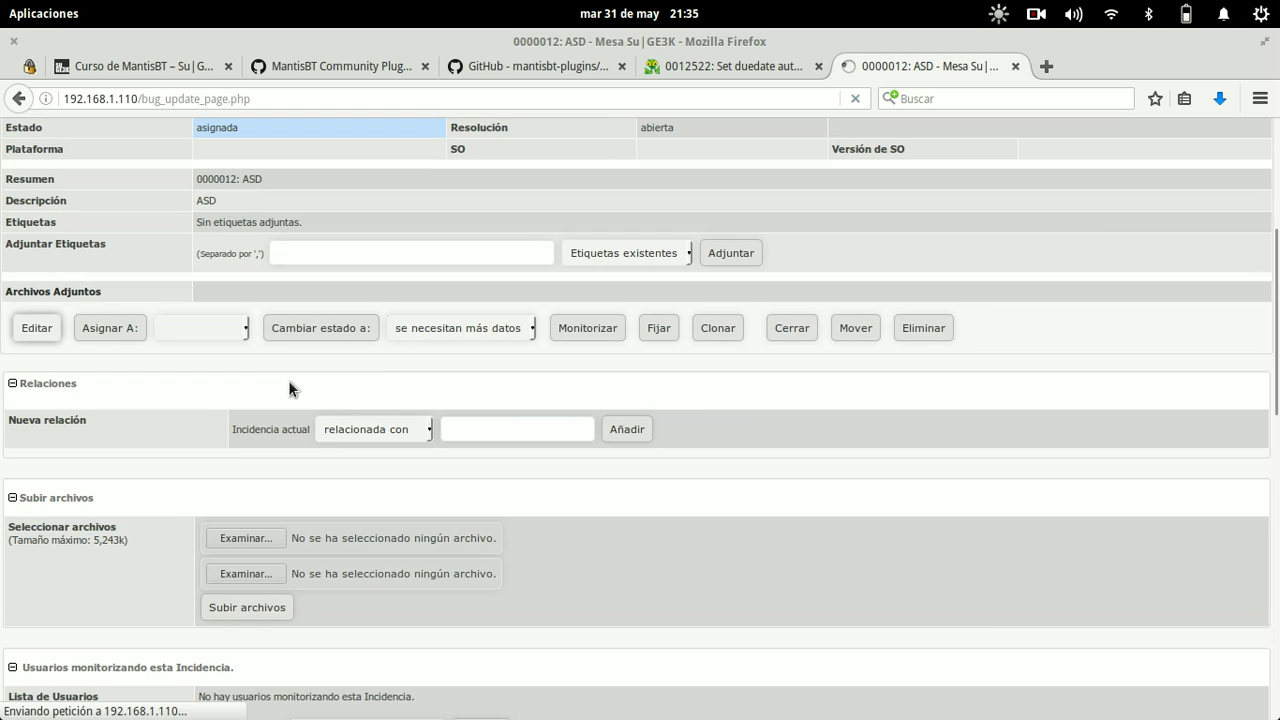 Aplicaciones mar 31 de may 21:35
0000012: ASD - Mesa Su|GE3K - Mozilla Firefox
Curso de MantisBT – Su|G... MantisBT Community Plug... GitHub - mantisbt-plugins/... 0012522: Set duedate aut... 0000012: ASD - Mesa Su|...
192.168.1.110/bug_update_page.php Buscar
Estado asignada Resolución abierta
Plataforma SO Versión de SO
Resumen 0000012: ASD
Descripción ASD
Etiquetas Sin etiquetas adjuntas.
Adjuntar Etiquetas (Separado por ',') Etiquetas existentes Adjuntar
Archivos Adjuntos
Editar Asignar A: Cambiar estado a: se necesitan más datos Monitorizar Fijar Clonar Cerrar Mover Eliminar
Relaciones
Nueva relación Incidencia actual relacionada con Añadir
Subir archivos
Seleccionar archivos
(Tamaño máximo: 5,243k)
Examinar... No se ha seleccionado ningún archivo.
Examinar... No se ha seleccionado ningún archivo.
Subir archivos
Usuarios monitorizando esta Incidencia.
Lista de Usuarios No hay usuarios monitorizando esta Incidencia.
Enviando petición a 192.168.1.110...